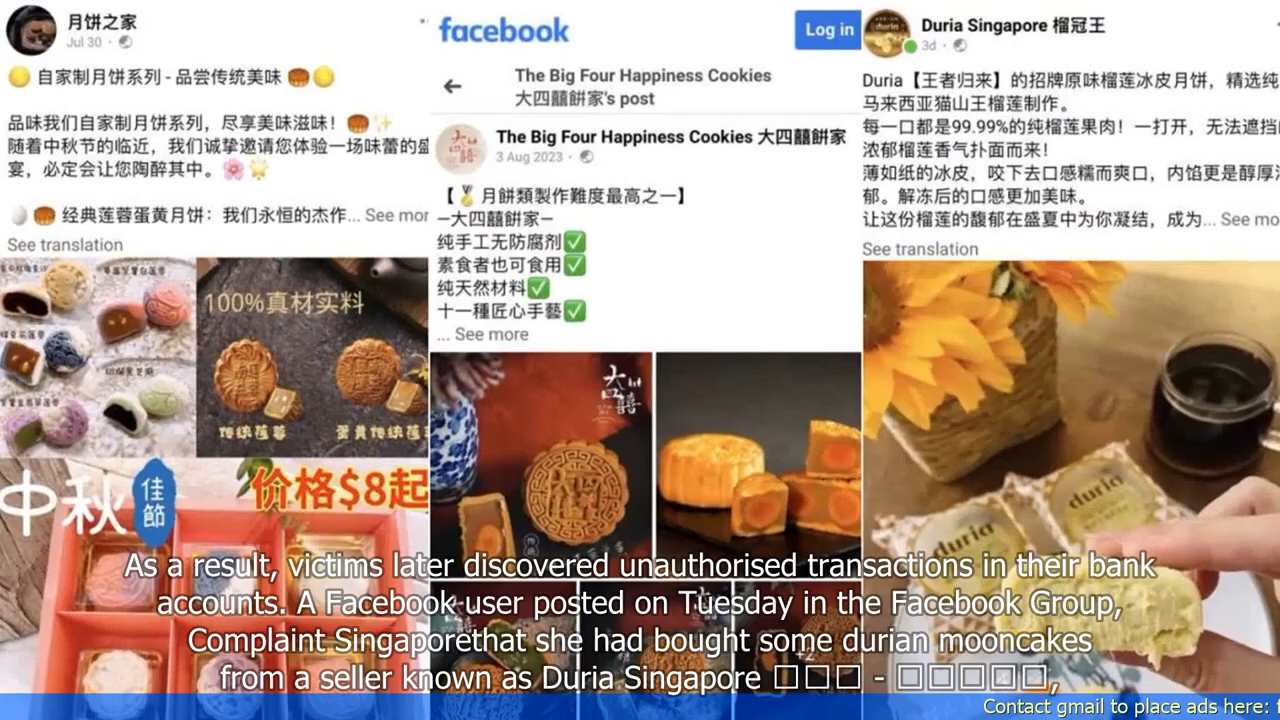 月饼之家
Jul 30
自家制月饼系列 - 品尝传统美味
品味我们自家制月饼系列，尽享美味滋味！
随着中秋节的临近，我们诚挚邀请您体验一场味蕾的盛
宴，必定会让您陶醉其中。
经典莲蓉蛋黄月饼：我们永恒的杰作... See mor
See translation
100%真材实料
传统莲蓉
蛋黄传统莲
中秋
佳節
价格$8起
facebook
Log in
The Big Four Happiness Cookies
大四囍餅家's post
The Big Four Happiness Cookies 大四囍餅家
3 Aug 2023
【🏅月餅類製作難度最高之一】
—大四囍餅家—
纯手工无防腐剂✅
素食者也可食用✅
纯天然材料✅
十一種匠心手藝✅
... See more
大四囍
+2
Duria Singapore 榴冠王
3d
Duria【王者归来】的招牌原味榴莲冰皮月饼，精选纯
马来西亚猫山王榴莲制作。
每一口都是99.99%的纯榴莲果肉！一打开，无法遮挡
浓郁榴莲香气扑面而来！
薄如纸的冰皮，咬下去口感糯而爽口，内馅更是醇厚
郁。解冻后的口感更加美味。
让这份榴莲的馥郁在盛夏中为你凝结，成为... See mo
See translation
duria
duria
As a result, victims later discovered unauthorised transactions in their bank
accounts. A Facebook user posted on Tuesday in the Facebook Group,
Complaint Singaporethat she had bought some durian mooncakes
from a seller known as Duria Singapore □□□ - □□□□□,
Contact gmail to place ads here: